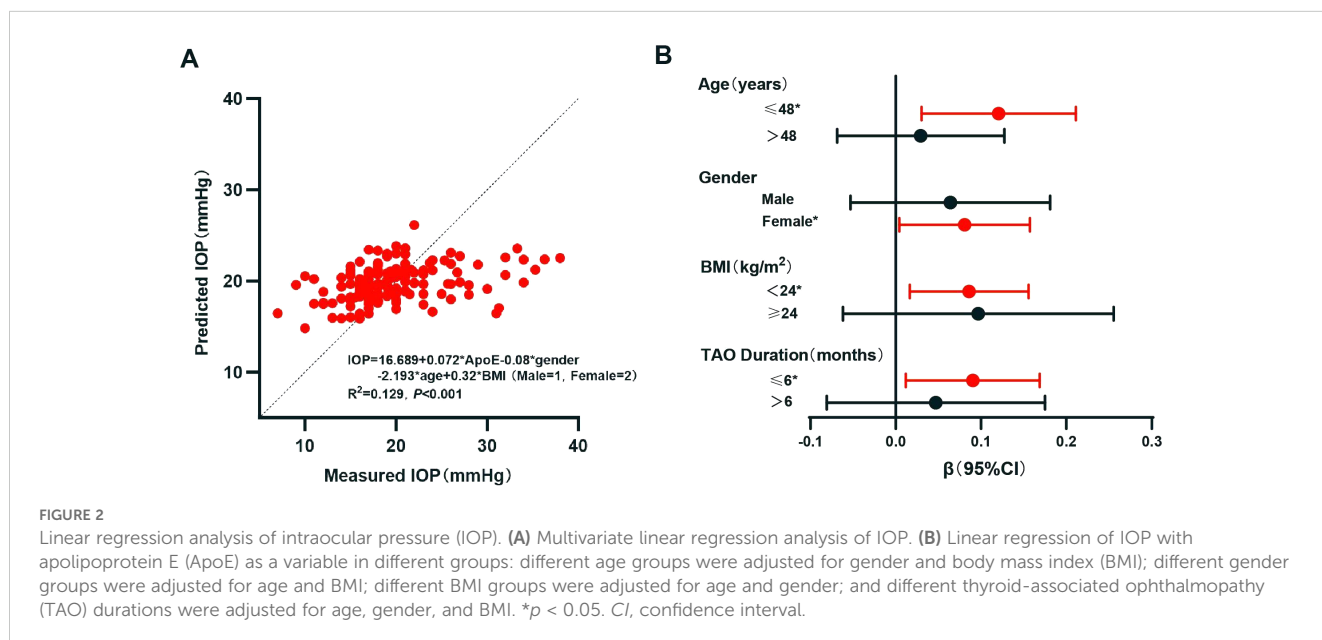 A
40
30
20
10
Predicted IOP(mmHg)
IOP=16.689+0.072*ApoE-0.08*gender
-2.193*age+0.32*BMI (Male=1, Female=2)
R²=0.129, P<0.001
10 20 30 40
Measured IOP(mmHg)
B
Age(years)
≤48*
>48
Gender
Male
Female*
BMI(kg/m²)
<24*
≥24
TAO Duration(months)
≤6*
>6
-0.1 0.0 0.1 0.2 0.3
β(95%CI)
FIGURE 2
Linear regression analysis of intraocular pressure (IOP). (A) Multivariate linear regression analysis of IOP. (B) Linear regression of IOP with
apolipoprotein E (ApoE) as a variable in different groups: different age groups were adjusted for gender and body mass index (BMI); different gender
groups were adjusted for age and BMI; different BMI groups were adjusted for age and gender; and different thyroid-associated ophthalmopathy
(TAO) durations were adjusted for age, gender, and BMI. *p < 0.05. CI, confidence interval.